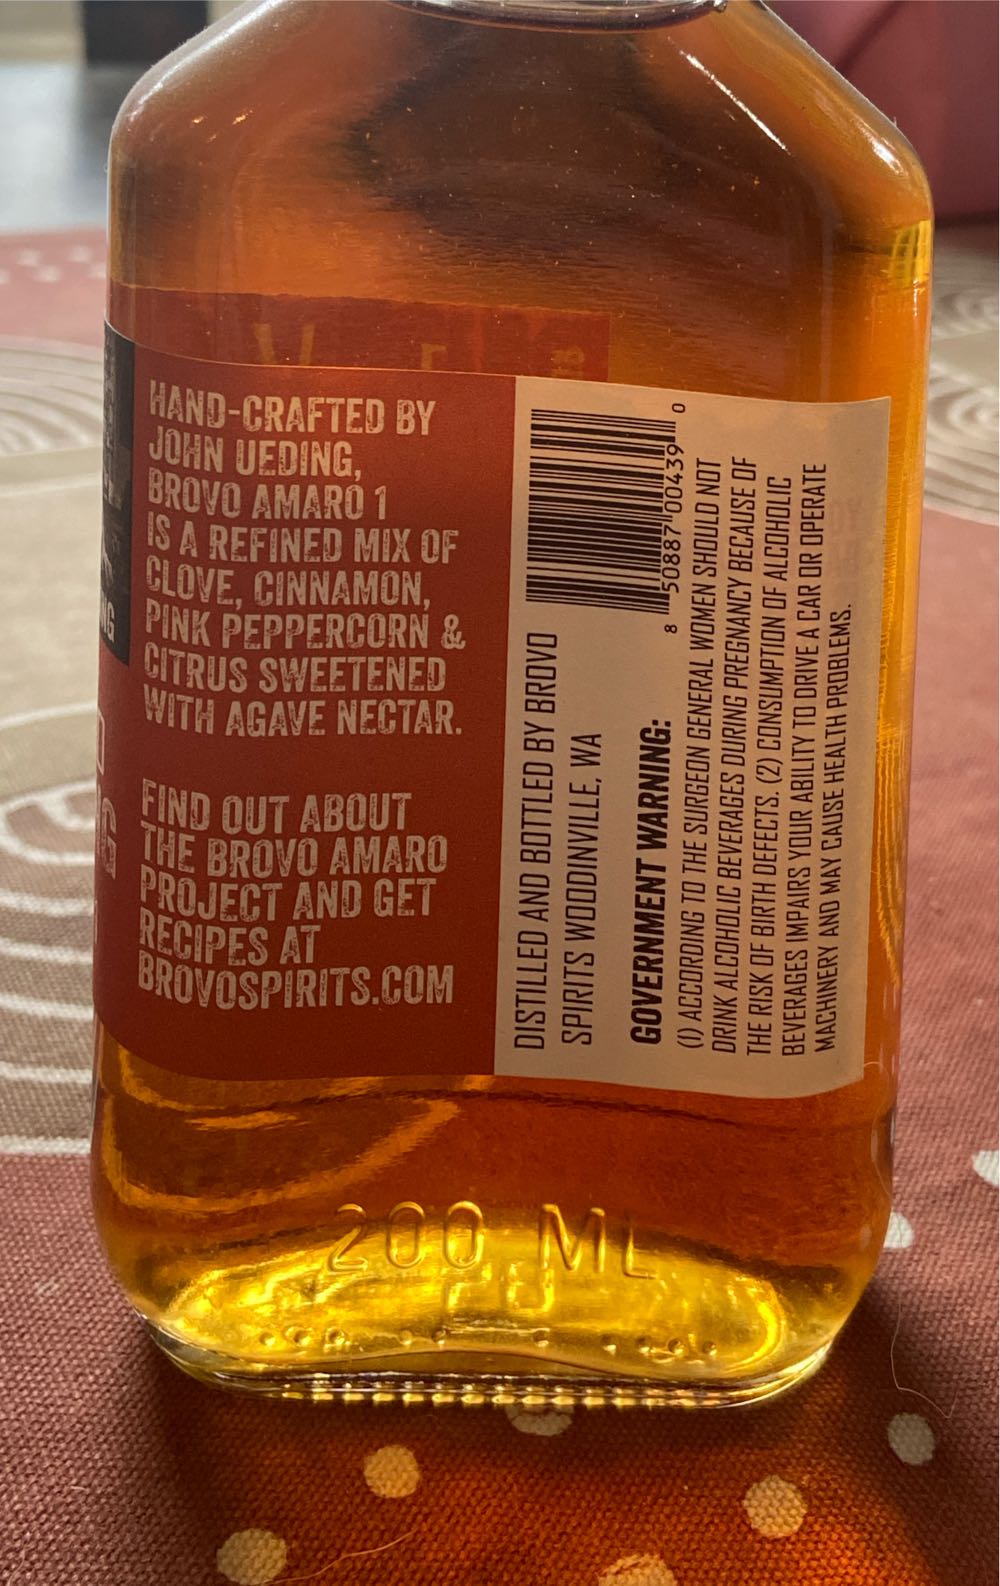 HAND-CRAFTED BY
JOHN UEDING,
BROVO AMARO 1
IS A REFINED MIX OF
CLOVE, CINNAMON,
PINK PEPPERCORN &
CITRUS SWEETENED
WITH AGAVE NECTAR.
FIND OUT ABOUT
THE BROVO AMARO
PROJECT AND GET
RECIPES AT
BROVOSPIRITS.COM
8 50887 00439 0
DISTILLED AND BOTTLED BY BROVO
SPIRITS WOODINVILLE, WA
GOVERNMENT WARNING:
(1) ACCORDING TO THE SURGEON GENERAL WOMEN SHOULD NOT
DRINK ALCOHOLIC BEVERAGES DURING PREGNANCY BECAUSE OF
THE RISK OF BIRTH DEFECTS. (2) CONSUMPTION OF ALCOHOLIC
BEVERAGES IMPAIRS YOUR ABILITY TO DRIVE A CAR OR OPERATE
MACHINERY AND MAY CAUSE HEALTH PROBLEMS.
200 ML